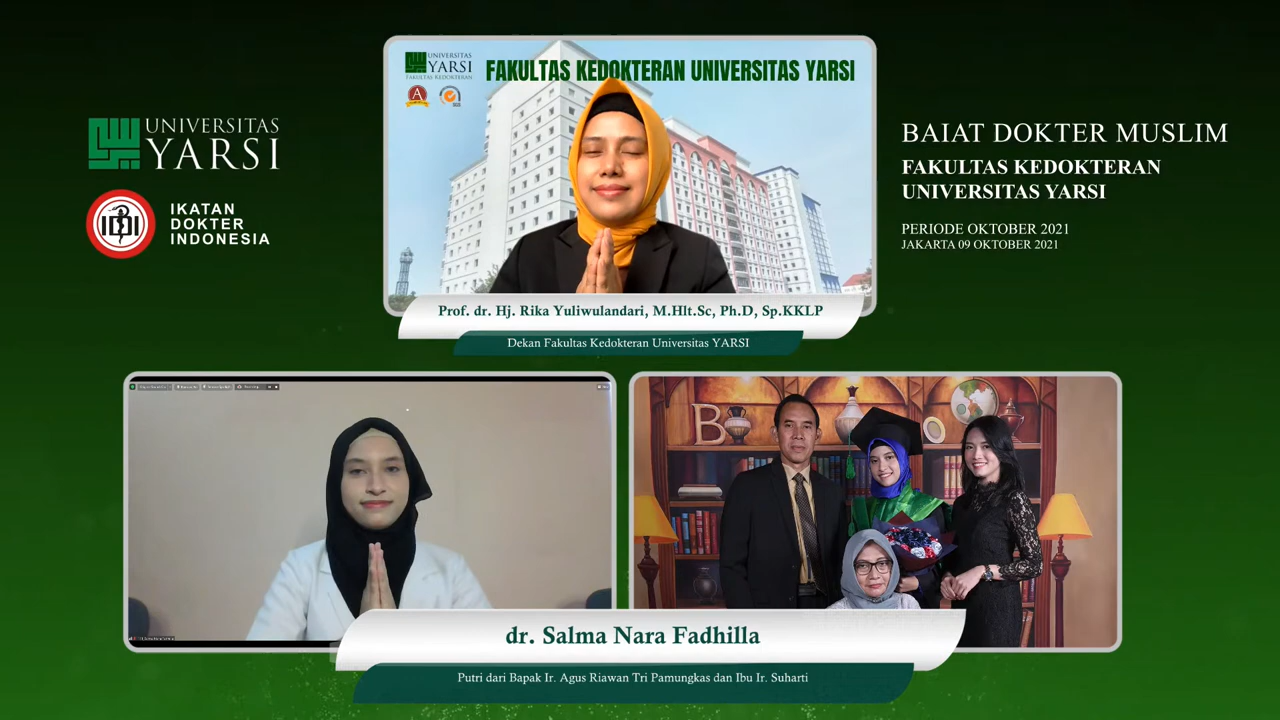 UNIVERSITAS
YARSI
IKATAN
DOKTER
INDONESIA
UNIVERSITAS
YARSI
FAKULTAS KEDOKTERAN
A
FAKULTAS KEDOKTERAN UNIVERSITAS YARSI
Prof. dr. Hj. Rika Yuliwulandari, M.Hlt.Sc, Ph.D, Sp.KKLP
Dekan Fakultas Kedokteran Universitas YARSI
BAIAT DOKTER MUSLIM
FAKULTAS KEDOKTERAN
UNIVERSITAS YARSI
PERIODE OKTOBER 2021
JAKARTA 09 OKTOBER 2021
B
dr. Salma Nara Fadhilla
Putri dari Bapak Ir. Agus Riawan Tri Pamungkas dan Ibu Ir. Suharti